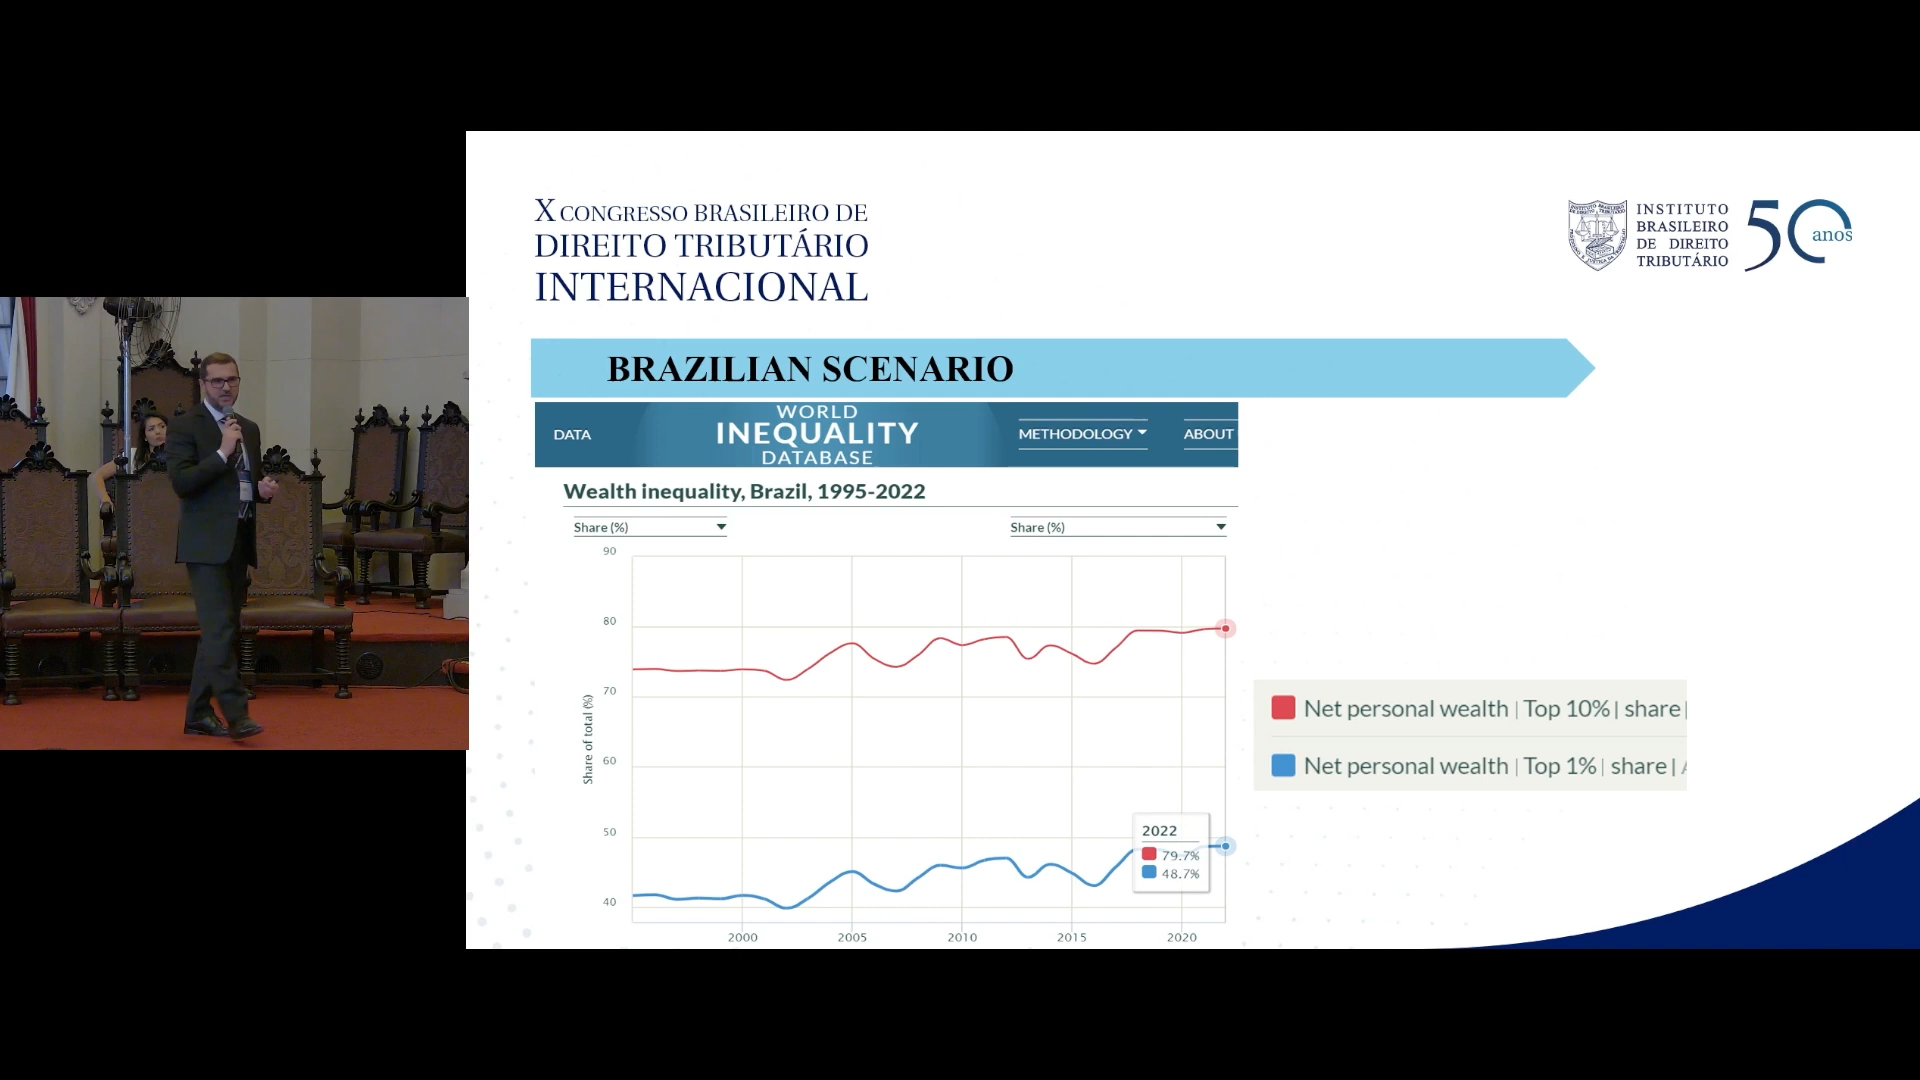 X CONGRESSO BRASILEIRO DE
DIREITO TRIBUTÁRIO
INTERNACIONAL
INSTITUTO
BRASILEIRO
DE DIREITO
TRIBUTÁRIO
50 anos
BRAZILIAN SCENARIO
DATA
WORLD
INEQUALITY
DATABASE
METHODOLOGY
ABOUT
Wealth inequality, Brazil, 1995-2022
Share (%)
Share (%)
90
80
70
60
50
40
Share of total (%)
2022
79.7%
48.7%
2000
2005
2010
2015
2020
Net personal wealth | Top 10% | share |
Net personal wealth | Top 1% | share |